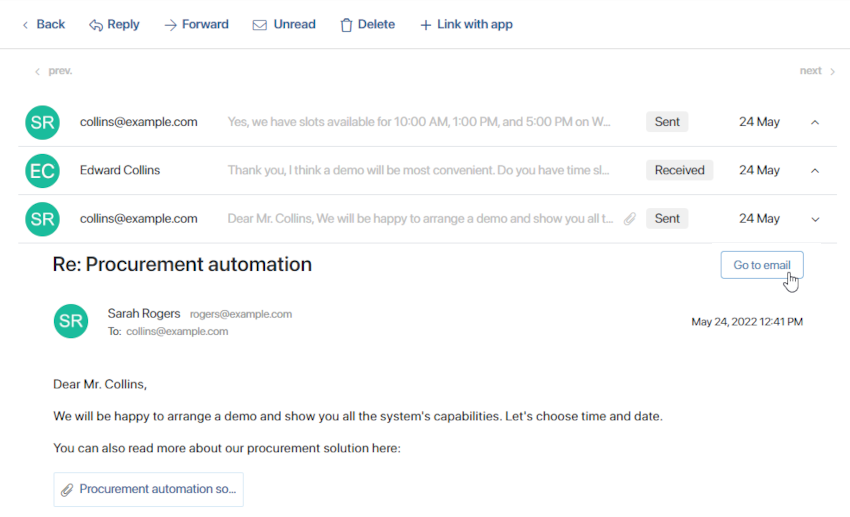 Back Reply Forward Unread Delete Link with app
prev. next
SR collins@example.com Yes, we have slots available for 10:00 AM, 1:00 PM, and 5:00 PM on W... Sent 24 May
EC Edward Collins Thank you, I think a demo will be most convenient. Do you have time sl... Received 24 May
SR collins@example.com Dear Mr. Collins, We will be happy to arrange a demo and show you all t... Sent 24 May
Re: Procurement automation Go to email
SR Sarah Rogers rogers@example.com
To: collins@example.com May 24, 2022 12:41 PM
Dear Mr. Collins,
We will be happy to arrange a demo and show you all the system's capabilities. Let's choose time and date.
You can also read more about our procurement solution here:
Procurement automation so...